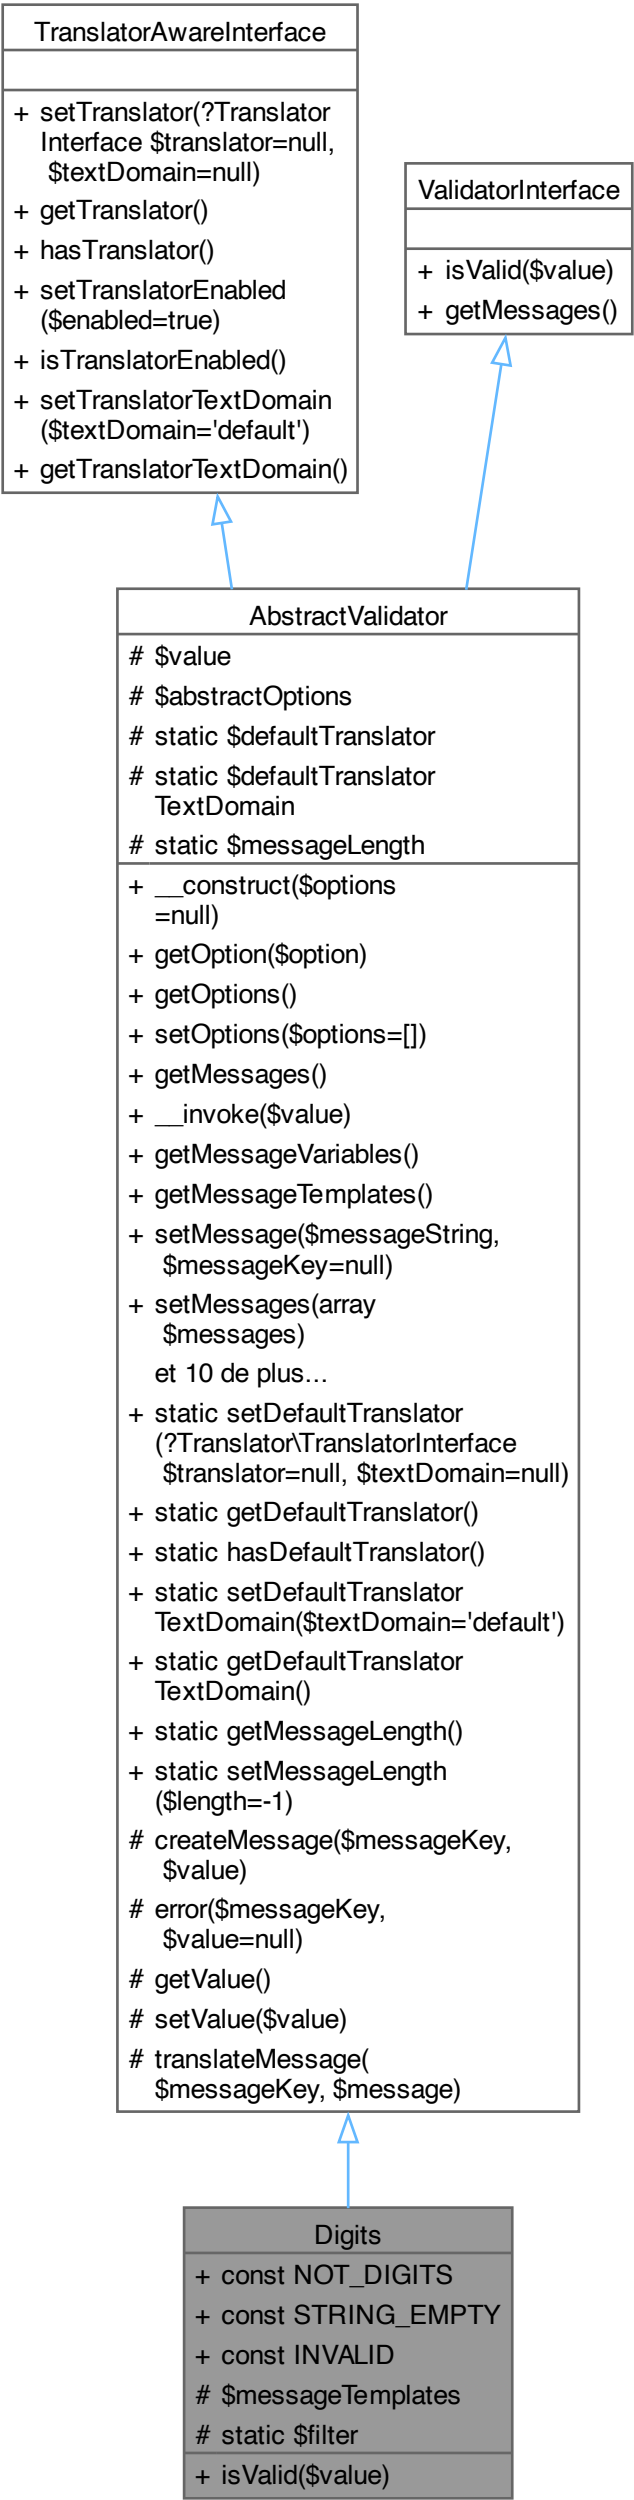 TranslatorAwareInterface
+ setTranslator(?Translator
Interface $translator=null,
$textDomain=null)
+ getTranslator()
+ hasTranslator()
+ setTranslatorEnabled
($enabled=true)
+ isTranslatorEnabled()
+ setTranslatorTextDomain
($textDomain='default')
+ getTranslatorTextDomain()
ValidatorInterface
+ isValid($value)
+ getMessages()
AbstractValidator
# $value
# $abstractOptions
# static $defaultTranslator
# static $defaultTranslator
TextDomain
# static $messageLength
+ __construct($options
=null)
+ getOption($option)
+ getOptions()
+ setOptions($options=[])
+ getMessages()
+ __invoke($value)
+ getMessageVariables()
+ getMessageTemplates()
+ setMessage($messageString,
$messageKey=null)
+ setMessages(array
$messages)
et 10 de plus...
+ static setDefaultTranslator
(?Translator\TranslatorInterface
$translator=null, $textDomain=null)
+ static getDefaultTranslator()
+ static hasDefaultTranslator()
+ static setDefaultTranslator
TextDomain($textDomain='default')
+ static getDefaultTranslator
TextDomain()
+ static getMessageLength()
+ static setMessageLength
($length=-1)
# createMessage($messageKey,
$value)
# error($messageKey,
$value=null)
# getValue()
# setValue($value)
# translateMessage(
$messageKey, $message)
Digits
+ const NOT_DIGITS
+ const STRING_EMPTY
+ const INVALID
# $messageTemplates
# static $filter
+ isValid($value)